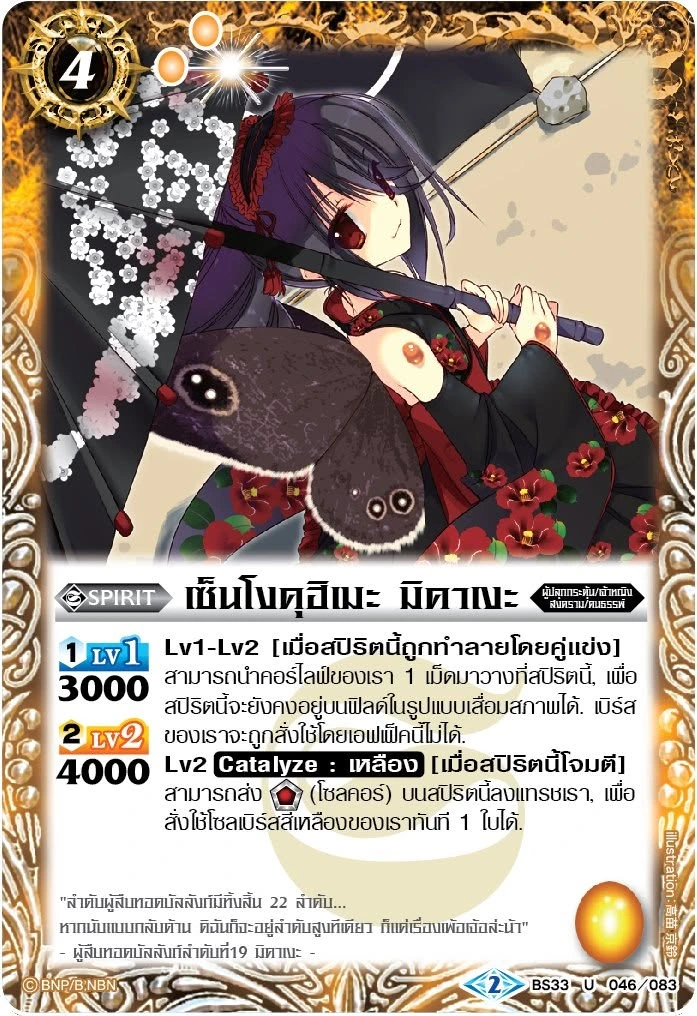 4
SPIRIT
เซ็นโงคุฮิเมะ มิคาเงะ
ผู้ปลุกกระตุ้น/เจ้าหญิง
สงคราม/คนธรรพ์
1 LV1
3000
2 LV2
4000
Lv1-Lv2 [เมื่อสปิริตนี้ถูกทำลายโดยคู่แข่ง]
สามารถนำคอร์ไลฟ์ของเรา 1 เม็ดมาวางที่สปิริตนี้, เพื่อ
สปิริตนี้จะยังคงอยู่บนฟิลด์ในรูปแบบเสื่อมสภาพได้. เบิร์ส
ของเราจะถูกสั่งใช้โดยเอฟเฟ็คนี้ไม่ได้.
Lv2 Catalyze : เหลือง [เมื่อสปิริตนี้โจมตี]
สามารถส่ง (โซลคอร์) บนสปิริตนี้ลงแทรชเรา, เพื่อ
สั่งใช้โซลเบิร์สสีเหลืองของเราทันที 1 ใบได้.
"ลำดับผู้สืบทอดบัลลังก์มีทั้งสิ้น 22 ลำดับ...
หากนับแบบกลับด้าน ดิฉันก็จะอยู่ลำดับสูงทีเดียว ก็แค่เรื่องเพ้อเจ้อล่ะน้า"
- ผู้สืบทอดบัลลังก์ลำดับที่19 มิคาเงะ -
illustration: 高苗 京鈴
©BNP/B,NBN
2
BS33 U 046/083